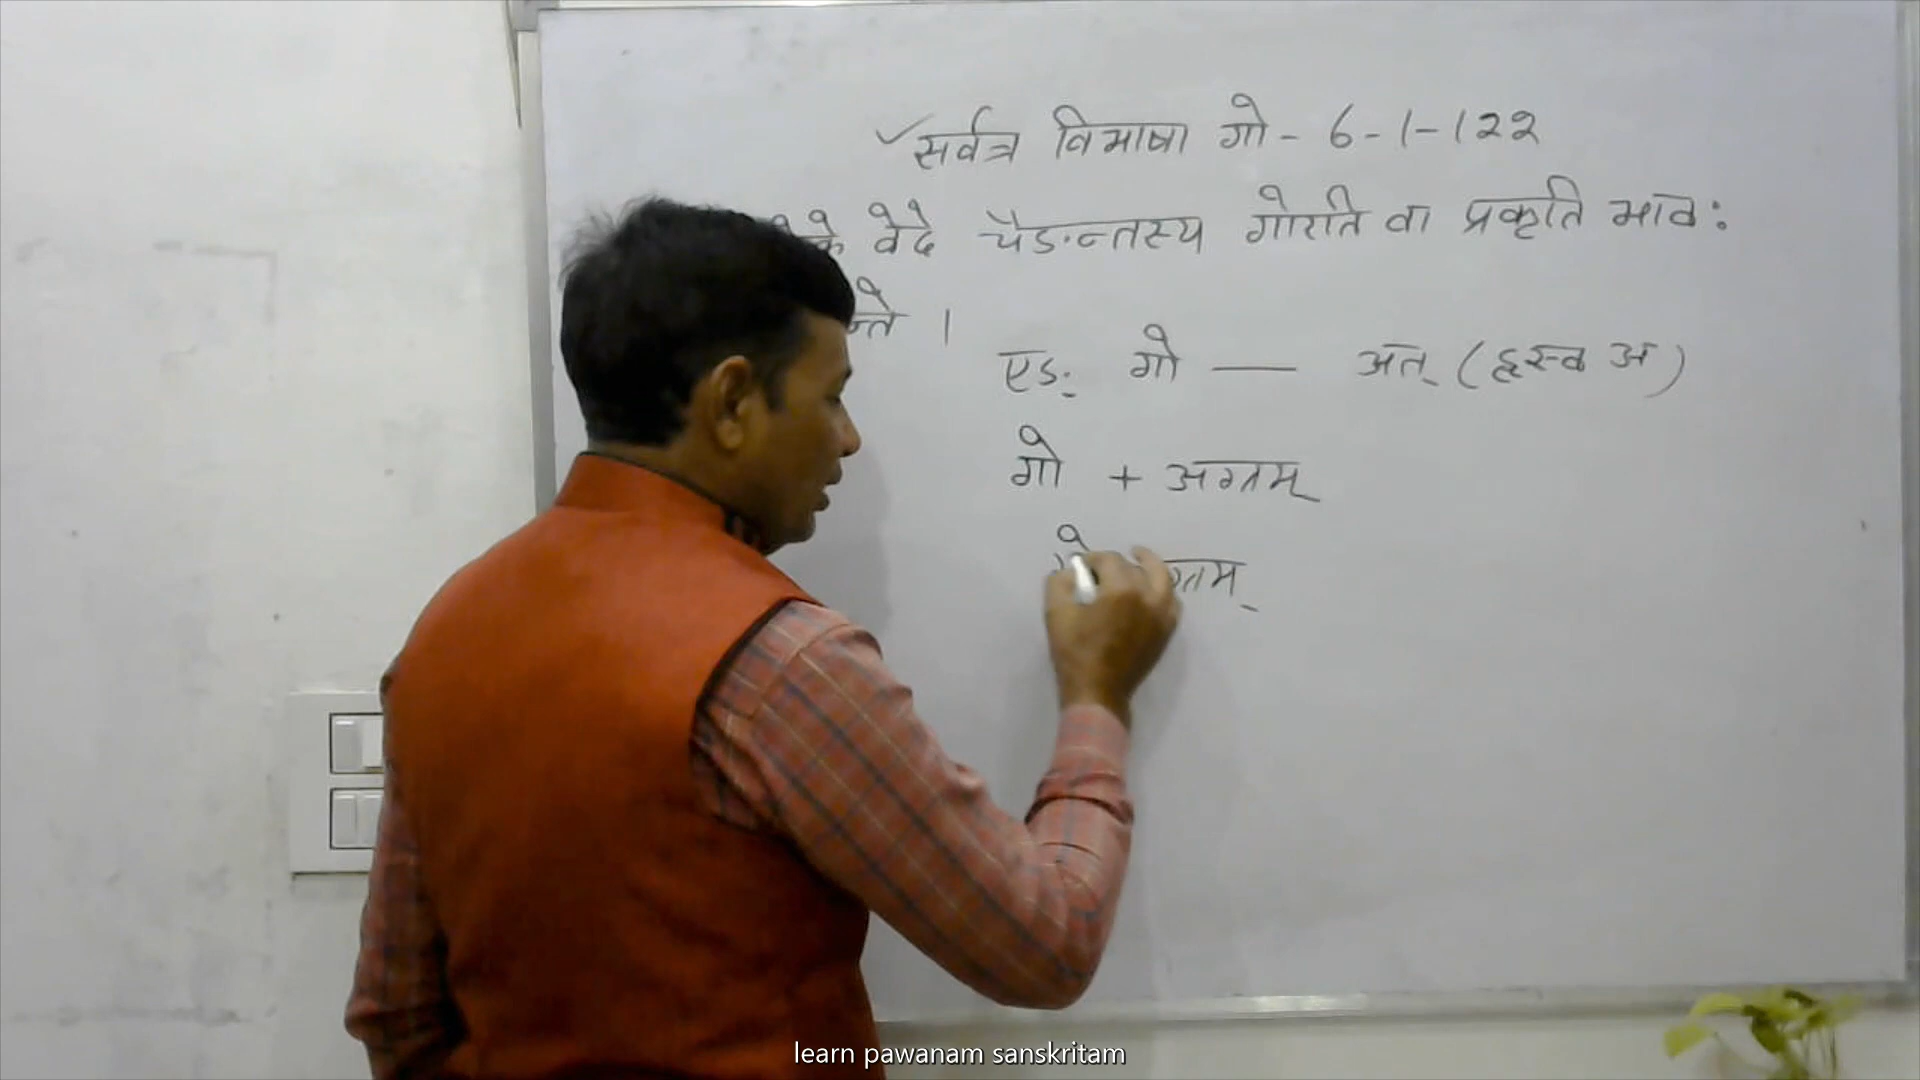 सर्वत्र विभाषा गो - 6-1-122
के वेदे चैङन्तस्य गोरति वा प्रकृति भावः
न्ते ।
एङ् गो — अत् (ह्रस्व अ)
गो + अग्रम्
learn pawanam sanskritam